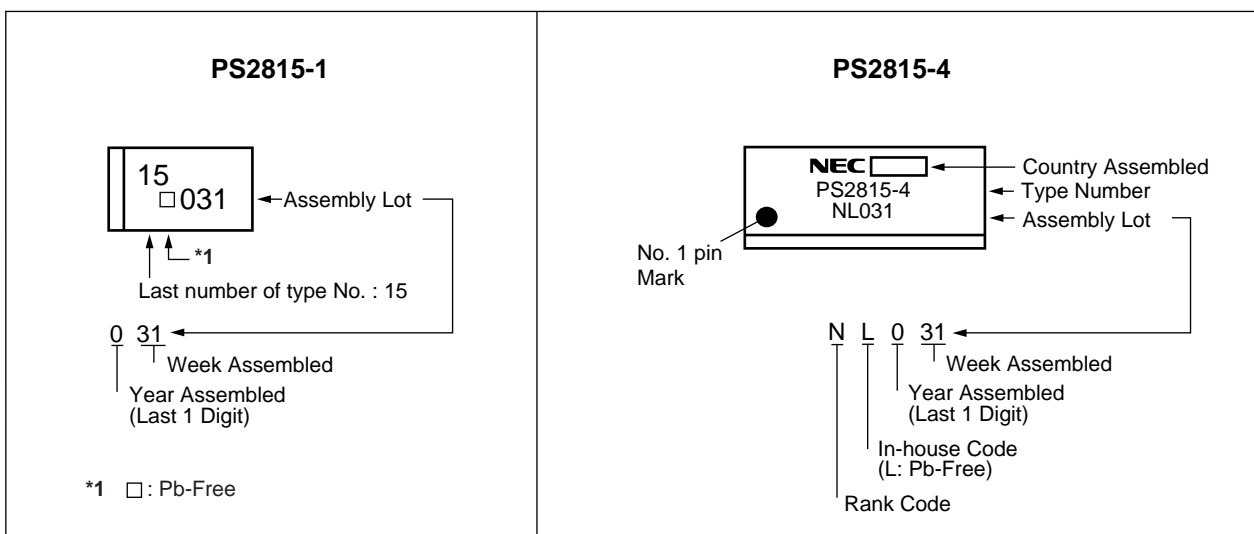 PS2815-1
15
□ 031
Assembly Lot
*1
Last number of type No. : 15
0 31
Week Assembled
Year Assembled
(Last 1 Digit)
*1 □ : Pb-Free
PS2815-4
NEC
Country Assembled
PS2815-4
Type Number
NL031
Assembly Lot
No. 1 pin
Mark
N L 0 31
Week Assembled
Year Assembled
(Last 1 Digit)
In-house Code
(L: Pb-Free)
Rank Code